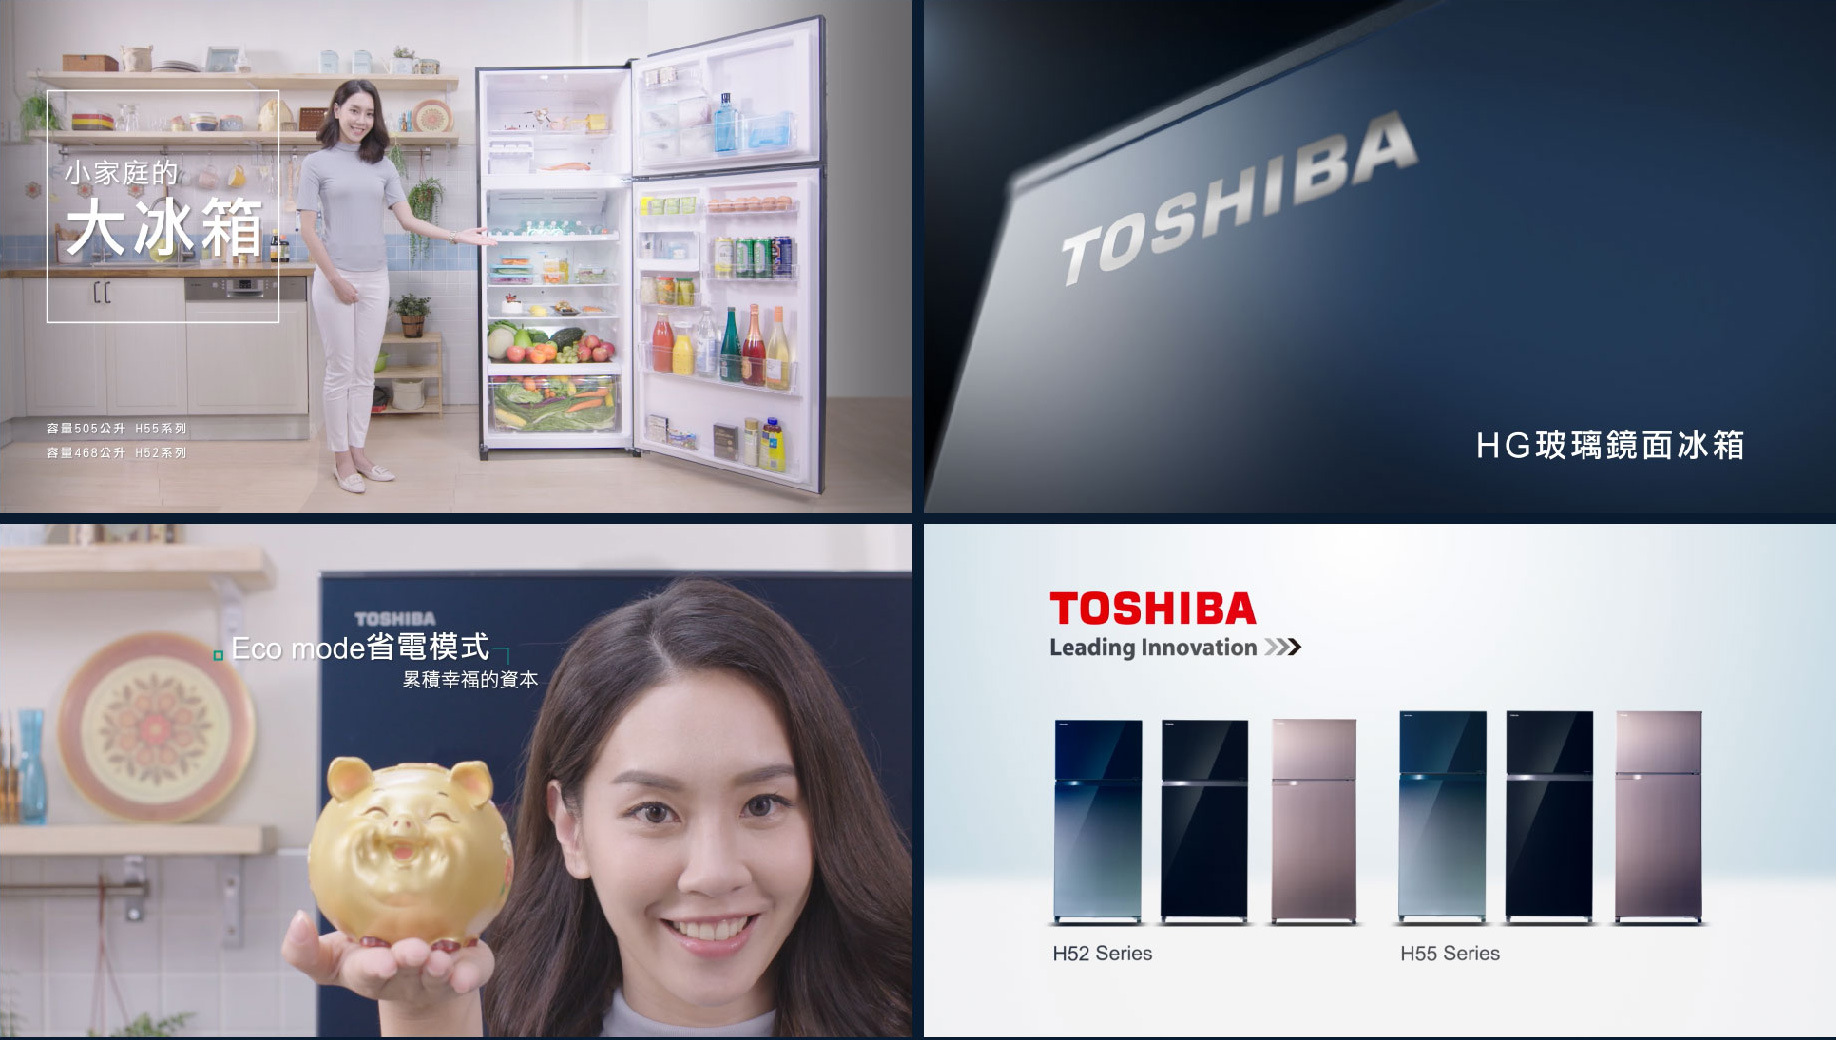 小家庭的
大冰箱
容量505公升 H55系列
容量468公升 H52系列
TOSHIBA
HG玻璃鏡面冰箱
TOSHIBA
Eco mode省電模式
累積幸福的資本
TOSHIBA
Leading Innovation >>>
H52 Series
H55 Series